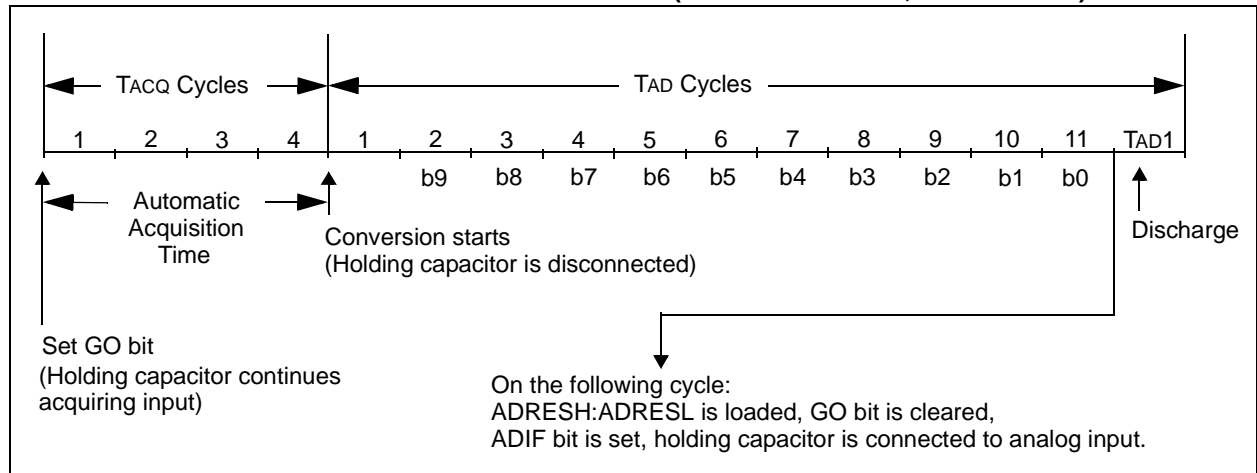 TACQ Cycles
TAD Cycles
1 2 3 4 1 2 3 4 5 6 7 8 9 10 11 TAD1
b9 b8 b7 b6 b5 b4 b3 b2 b1 b0
Automatic
Acquisition
Time
Conversion starts
(Holding capacitor is disconnected)
Discharge
Set GO bit
(Holding capacitor continues
acquiring input)
On the following cycle:
ADRESH:ADRESL is loaded, GO bit is cleared,
ADIF bit is set, holding capacitor is connected to analog input.